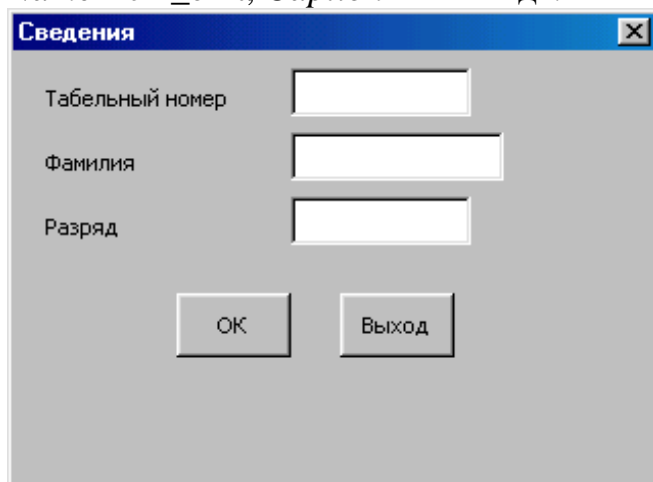 Сведения
Табельный номер
Фамилия
Разряд
ОК
Выход